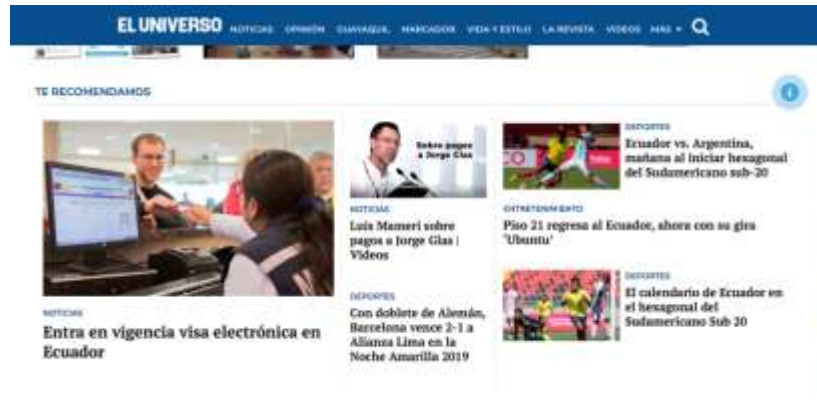 EL UNIVERSO NOTICIAS OPINIÓN GUAYAQUIL MARCADOR VIDA Y ESTILO LA REVISTA VIDEOS MÁS
TE RECOMENDAMOS
NOTICIAS
Entra en vigencia visa electrónica en
Ecuador
Sobre pagos
a Jorge Glas
NOTICIAS
Luis Mameri sobre
pagos a Jorge Glas |
Videos
DEPORTES
Con doblete de Alemán,
Barcelona vence 2-1 a
Alianza Lima en la
Noche Amarilla 2019
DEPORTES
Ecuador vs. Argentina,
mañana al iniciar hexagonal
del Sudamericano sub-20
ENTRETENIMIENTO
Piso 21 regresa al Ecuador, ahora con su gira
'Ubuntu'
DEPORTES
El calendario de Ecuador en
el hexagonal del
Sudamericano Sub 20